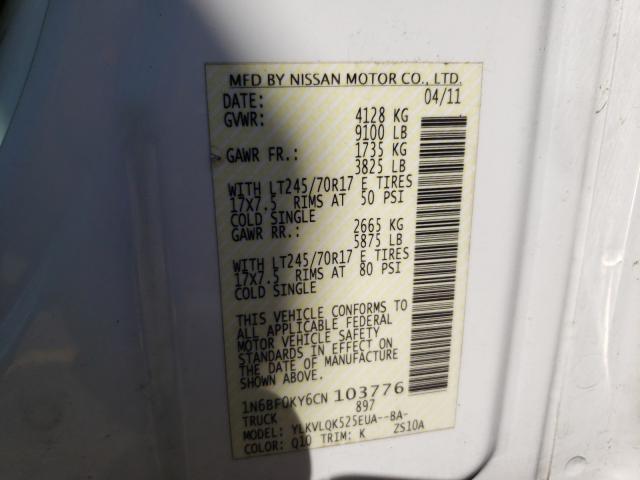 MFD BY NISSAN MOTOR CO., LTD.
DATE: 04/11
GVWR: 4128 KG
9100 LB
GAWR FR.: 1735 KG
3825 LB
WITH LT245/70R17 E TIRES
17X7.5 RIMS AT 50 PSI
COLD SINGLE
GAWR RR.: 2665 KG
5875 LB
WITH LT245/70R17 E TIRES
17X7.5 RIMS AT 80 PSI
COLD SINGLE
THIS VEHICLE CONFORMS TO
ALL APPLICABLE FEDERAL
MOTOR VEHICLE SAFETY
STANDARDS IN EFFECT ON
THE DATE OF MANUFACTURE
SHOWN ABOVE.
1N6BF0KY6CN 103776
TRUCK 897
MODEL: YLKVLQK525EUA--BA-
COLOR: Q10 TRIM: K ZS10A